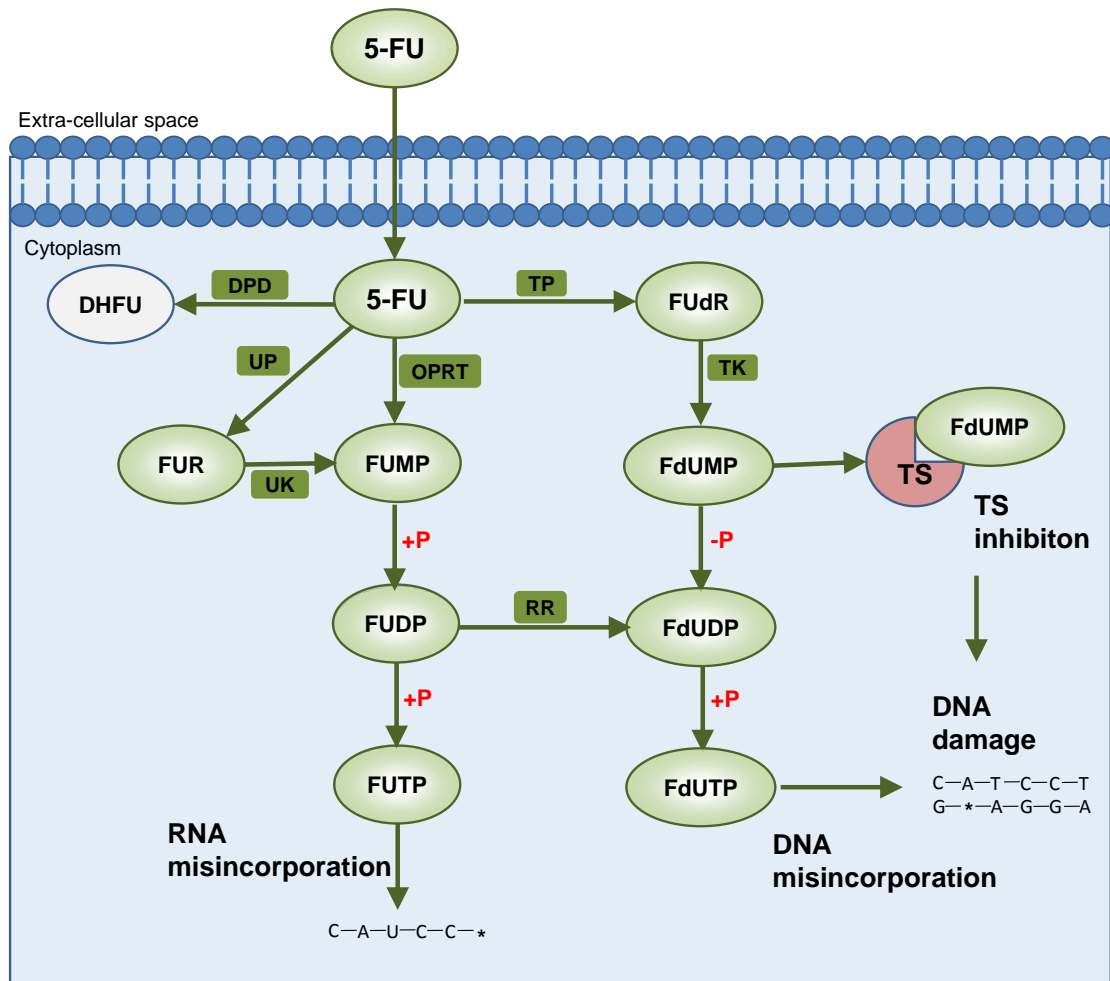 5-FU
Extra-cellular space
Cytoplasm
DHFU
DPD
5-FU
TP
FUdR
UP
OPRT
TK
FUR
UK
FUMP
FdUMP
TS
FdUMP
TS
inhibiton
+P
-P
FUDP
RR
FdUDP
+P
+P
DNA
damage
FUTP
FdUTP
C—A—T—C—C—T
G—*—A—G—G—A
RNA
misincorporation
DNA
misincorporation
C—A—U—C—C—*